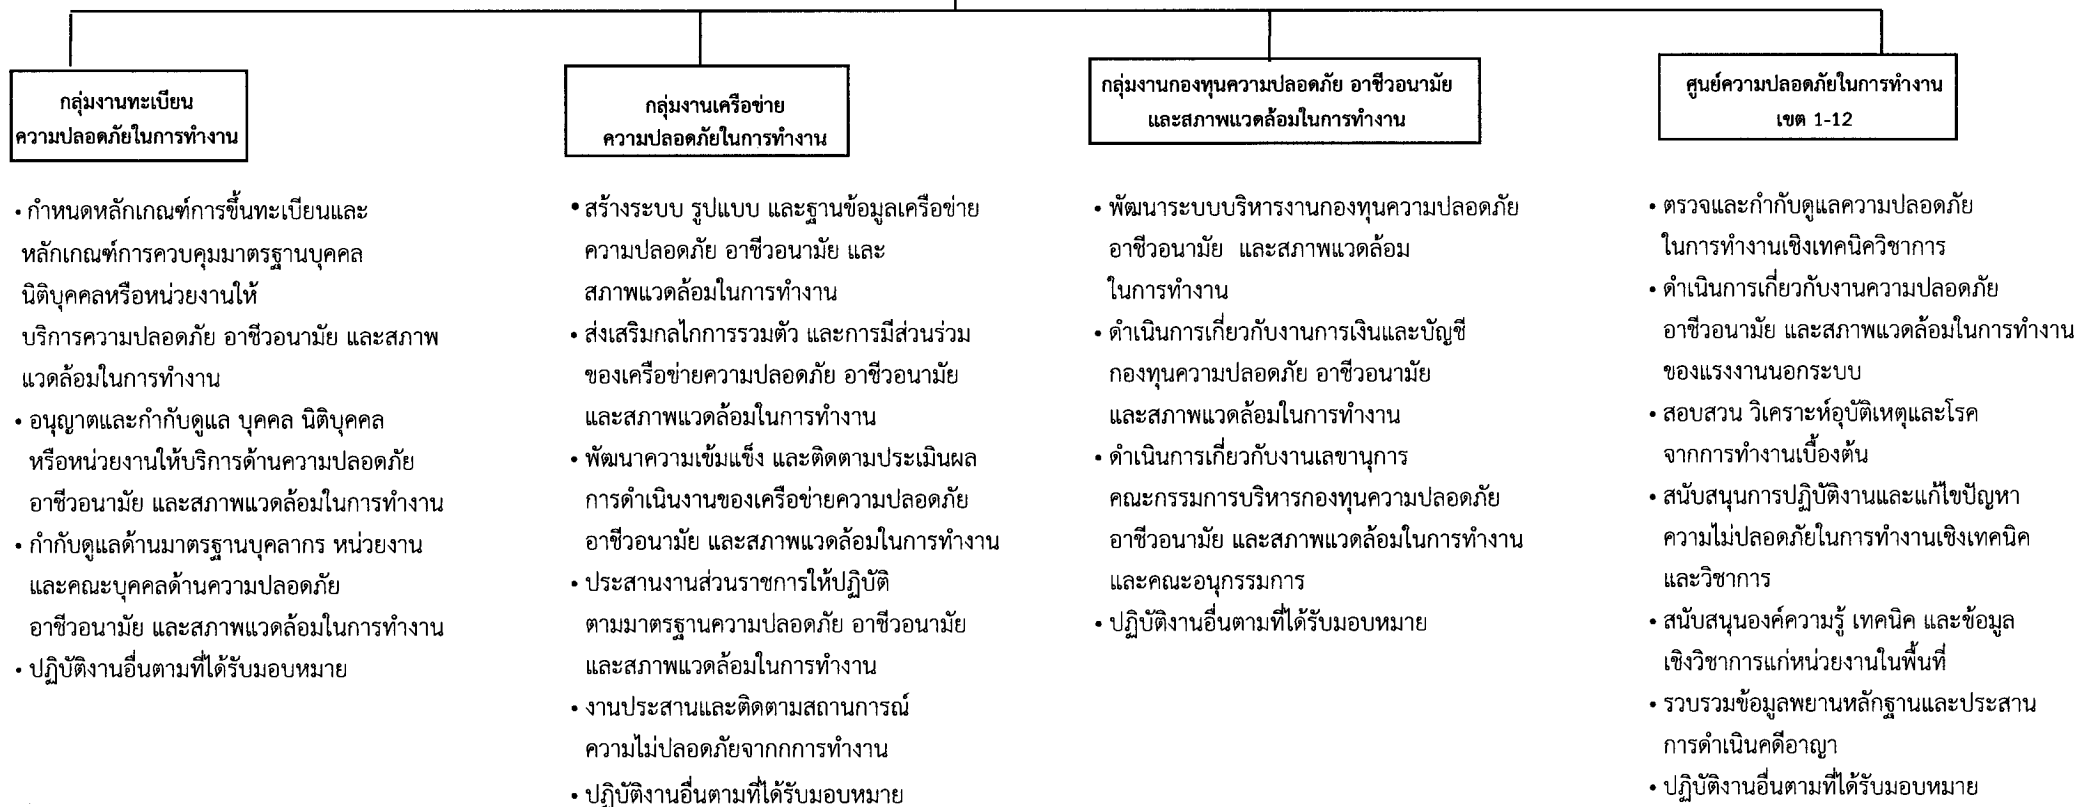 กลุ่มงานทะเบียน
ความปลอดภัยในการทำงาน
• กำหนดหลักเกณฑ์การขึ้นทะเบียนและ
หลักเกณฑ์การควบคุมมาตรฐานบุคคล
นิติบุคคลหรือหน่วยงานให้
บริการความปลอดภัย อาชีวอนามัย และสภาพ
แวดล้อมในการทำงาน
• อนุญาตและกำกับดูแล บุคคล นิติบุคคล
หรือหน่วยงานให้บริการด้านความปลอดภัย
อาชีวอนามัย และสภาพแวดล้อมในการทำงาน
• กำกับดูแลด้านมาตรฐานบุคลากร หน่วยงาน
และคณะบุคคลด้านความปลอดภัย
อาชีวอนามัย และสภาพแวดล้อมในการทำงาน
• ปฏิบัติงานอื่นตามที่ได้รับมอบหมาย
กลุ่มงานเครือข่าย
ความปลอดภัยในการทำงาน
• สร้างระบบ รูปแบบ และฐานข้อมูลเครือข่าย
ความปลอดภัย อาชีวอนามัย และ
สภาพแวดล้อมในการทำงาน
• ส่งเสริมกลไกการรวมตัว และการมีส่วนร่วม
ของเครือข่ายความปลอดภัย อาชีวอนามัย
และสภาพแวดล้อมในการทำงาน
• พัฒนาความเข้มแข็ง และติดตามประเมินผล
การดำเนินงานของเครือข่ายความปลอดภัย
อาชีวอนามัย และสภาพแวดล้อมในการทำงาน
• ประสานงานส่วนราชการให้ปฏิบัติ
ตามมาตรฐานความปลอดภัย อาชีวอนามัย
และสภาพแวดล้อมในการทำงาน
• งานประสานและติดตามสถานการณ์
ความไม่ปลอดภัยจากกการทำงาน
• ปฏิบัติงานอื่นตามที่ได้รับมอบหมาย
กลุ่มงานกองทุนความปลอดภัย อาชีวอนามัย
และสภาพแวดล้อมในการทำงาน
• พัฒนาระบบบริหารงานกองทุนความปลอดภัย
อาชีวอนามัย และสภาพแวดล้อม
ในการทำงาน
• ดำเนินการเกี่ยวกับงานการเงินและบัญชี
กองทุนความปลอดภัย อาชีวอนามัย
และสภาพแวดล้อมในการทำงาน
• ดำเนินการเกี่ยวกับงานเลขานุการ
คณะกรรมการบริหารกองทุนความปลอดภัย
อาชีวอนามัย และสภาพแวดล้อมในการทำงาน
และคณะอนุกรรมการ
• ปฏิบัติงานอื่นตามที่ได้รับมอบหมาย
ศูนย์ความปลอดภัยในการทำงาน
เขต 1-12
• ตรวจและกำกับดูแลความปลอดภัย
ในการทำงานเชิงเทคนิควิชาการ
• ดำเนินการเกี่ยวกับงานความปลอดภัย
อาชีวอนามัย และสภาพแวดล้อมในการทำงาน
ของแรงงานนอกระบบ
• สอบสวน วิเคราะห์อุบัติเหตุและโรค
จากการทำงานเบื้องต้น
• สนับสนุนการปฏิบัติงานและแก้ไขปัญหา
ความไม่ปลอดภัยในการทำงานเชิงเทคนิค
และวิชาการ
• สนับสนุนองค์ความรู้ เทคนิค และข้อมูล
เชิงวิชาการแก่หน่วยงานในพื้นที่
• รวบรวมข้อมูลพยานหลักฐานและประสาน
การดำเนินคดีอาญา
• ปฏิบัติงานอื่นตามที่ได้รับมอบหมาย